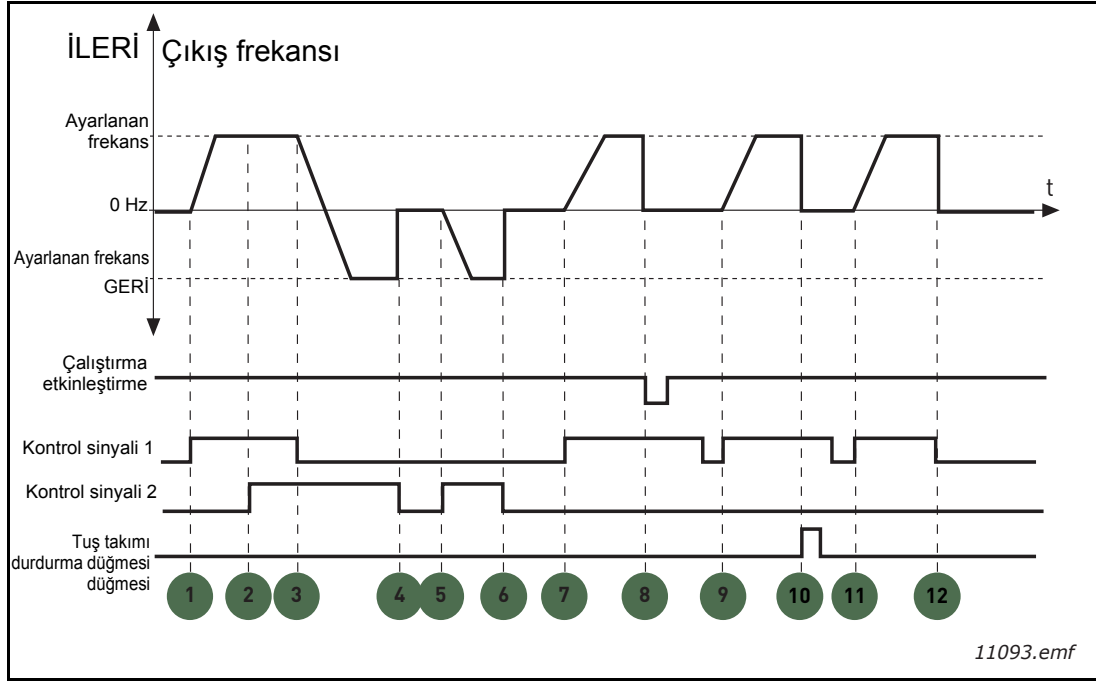 İLERİ
Çıkış frekansı
Ayarlanan
frekans
t
0 Hz
Ayarlanan frekans
GERİ
Çalıştırma
etkinleştirme
Kontrol sinyali 1
Kontrol sinyali 2
Tuş takımı
durdurma düğmesi
düğmesi
1 2 3 4 5 6 7 8 9 10 11 12
11093.emf